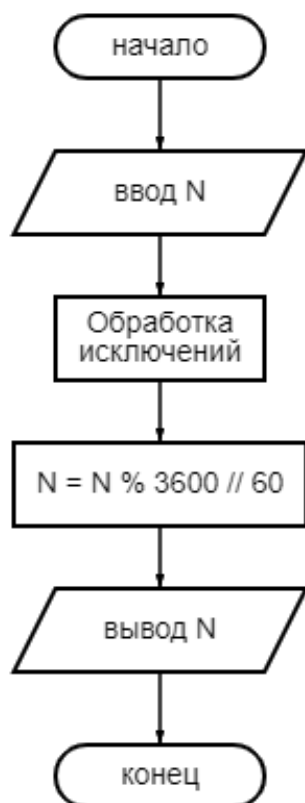 начало
ввод N
Обработка
исключений
N = N % 3600 // 60
вывод N
конец